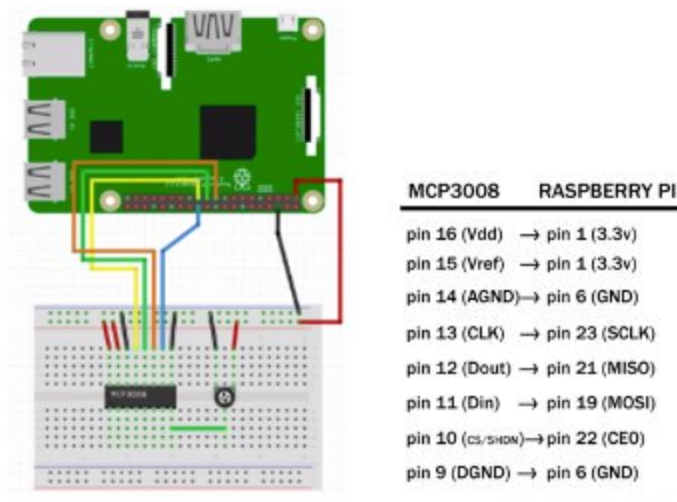 MCP3008
MCP3008 RASPBERRY PI
pin 16 (Vdd) → pin 1 (3.3v)
pin 15 (Vref) → pin 1 (3.3v)
pin 14 (AGND)→ pin 6 (GND)
pin 13 (CLK) → pin 23 (SCLK)
pin 12 (Dout) → pin 21 (MISO)
pin 11 (Din) → pin 19 (MOSI)
pin 10 (CS/SHDN)→ pin 22 (CE0)
pin 9 (DGND) → pin 6 (GND)